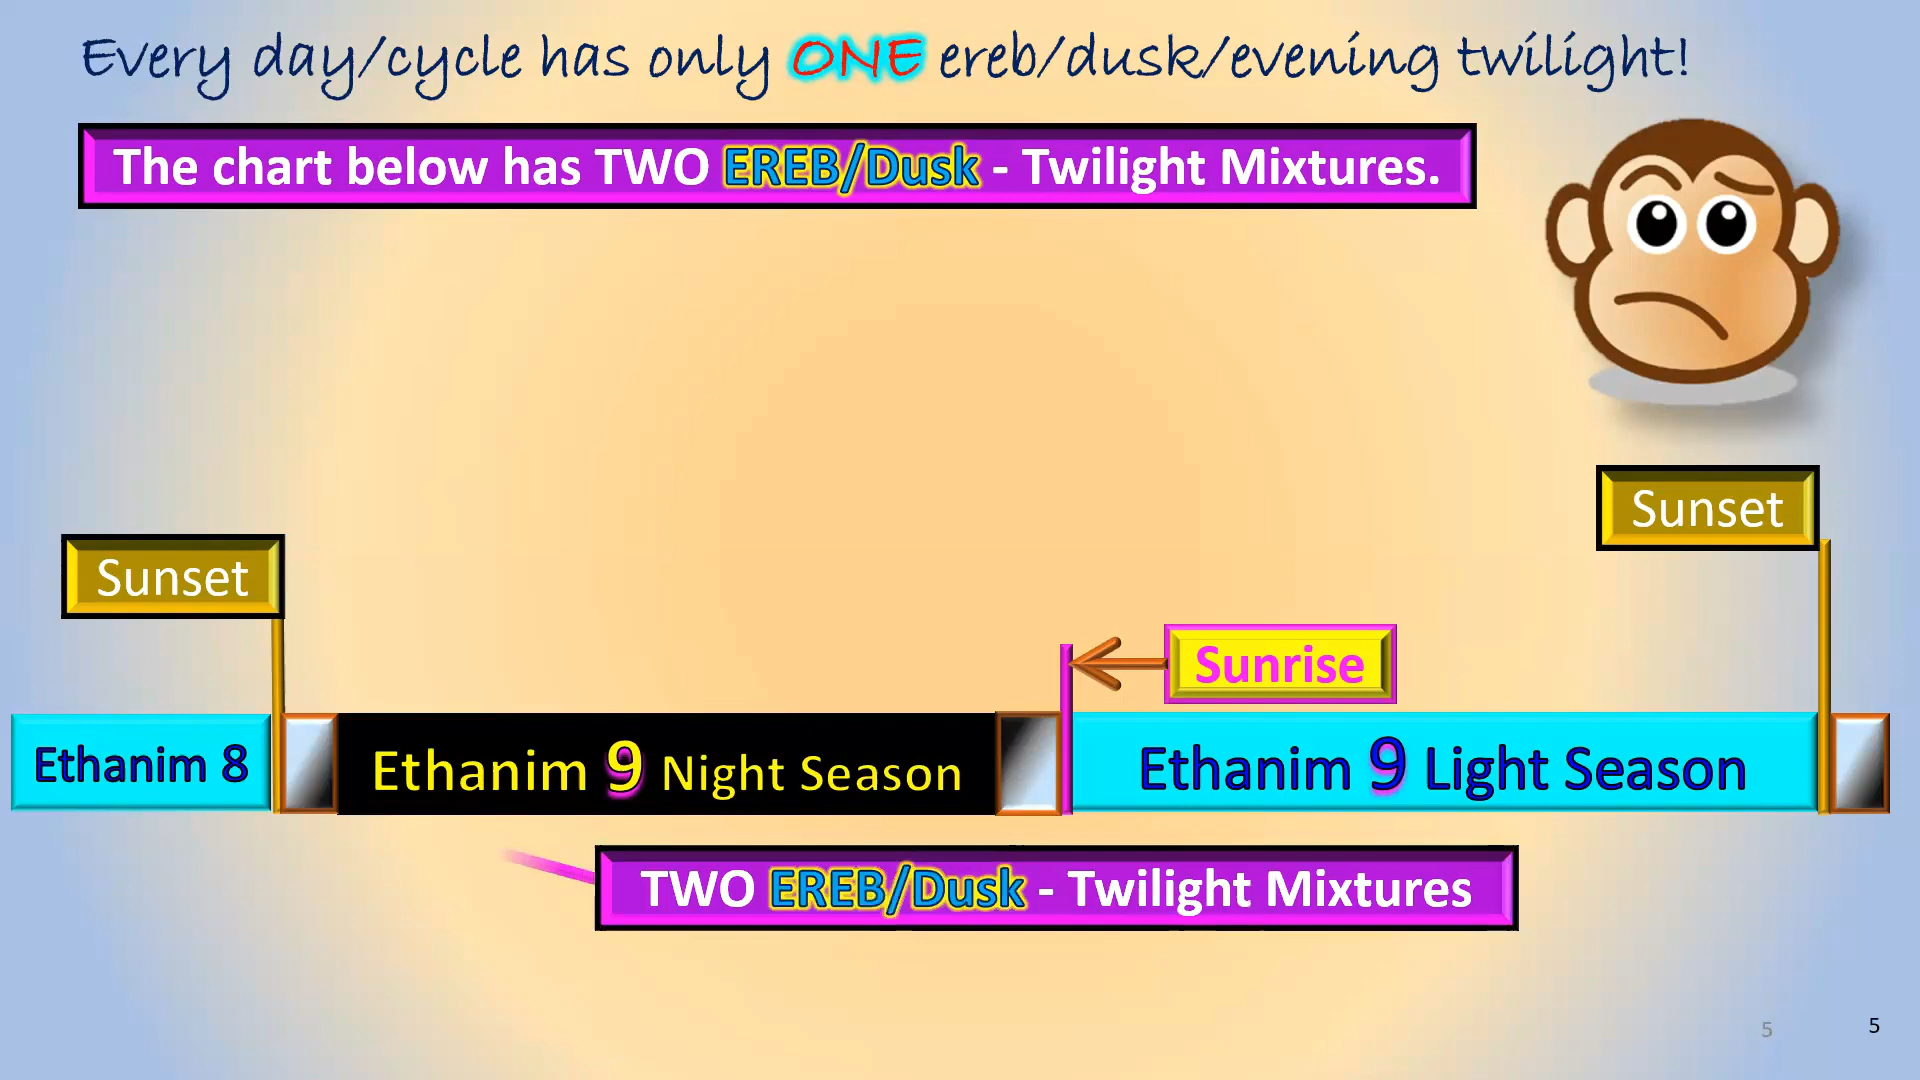 Every day/cycle has only ONE ereb/dusk/evening twilight!
The chart below has TWO EREB/Dusk - Twilight Mixtures.
Sunset
Sunset
Sunrise
Ethanim 8
Ethanim 9 Night Season
Ethanim 9 Light Season
TWO EREB/Dusk - Twilight Mixtures
5
5